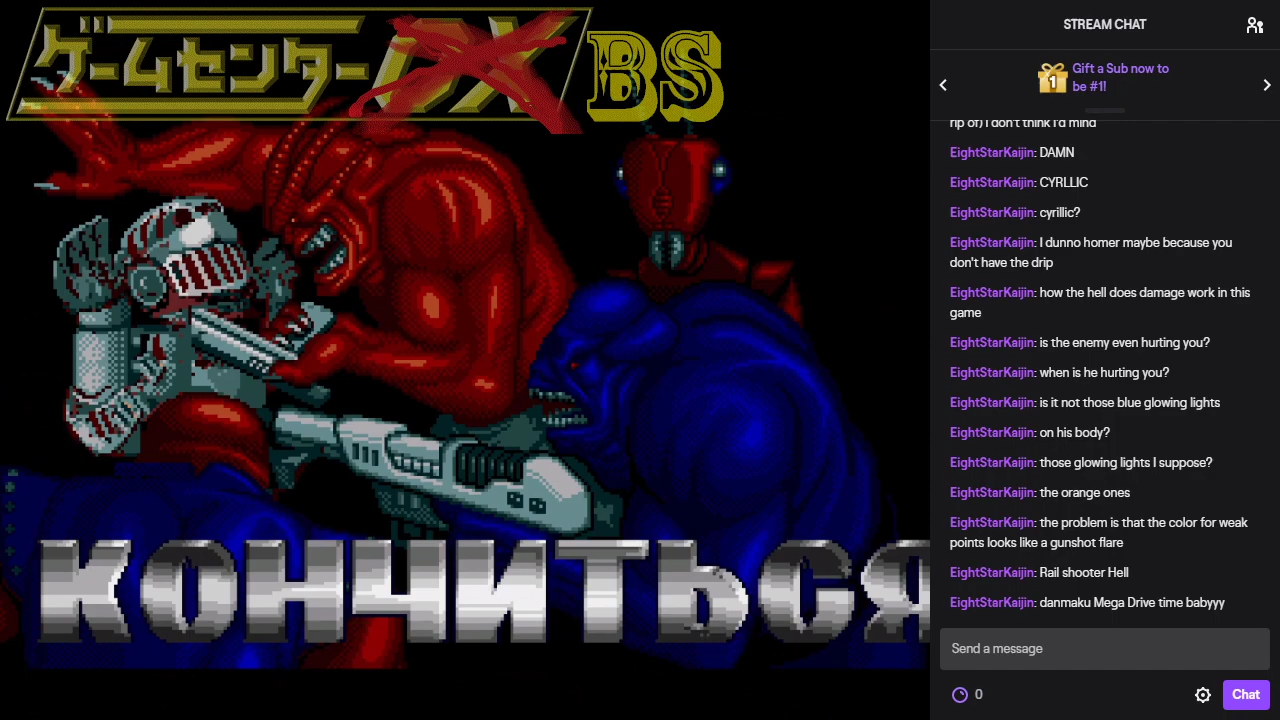 ゲームセンターDX BS
КОНЧИТЬСЯ
STREAM CHAT
Gift a Sub now to
be #1!
1
rip of) I don't think I'd mind
EightStarKaijin: DAMN
EightStarKaijin: CYRLLIC
EightStarKaijin: cyrillic?
EightStarKaijin: I dunno homer maybe because you
don't have the drip
EightStarKaijin: how the hell does damage work in this
game
EightStarKaijin: is the enemy even hurting you?
EightStarKaijin: when is he hurting you?
EightStarKaijin: is it not those blue glowing lights
EightStarKaijin: on his body?
EightStarKaijin: those glowing lights I suppose?
EightStarKaijin: the orange ones
EightStarKaijin: the problem is that the color for weak
points looks like a gunshot flare
EightStarKaijin: Rail shooter Hell
EightStarKaijin: danmaku Mega Drive time babyyy
Send a message
0
Chat